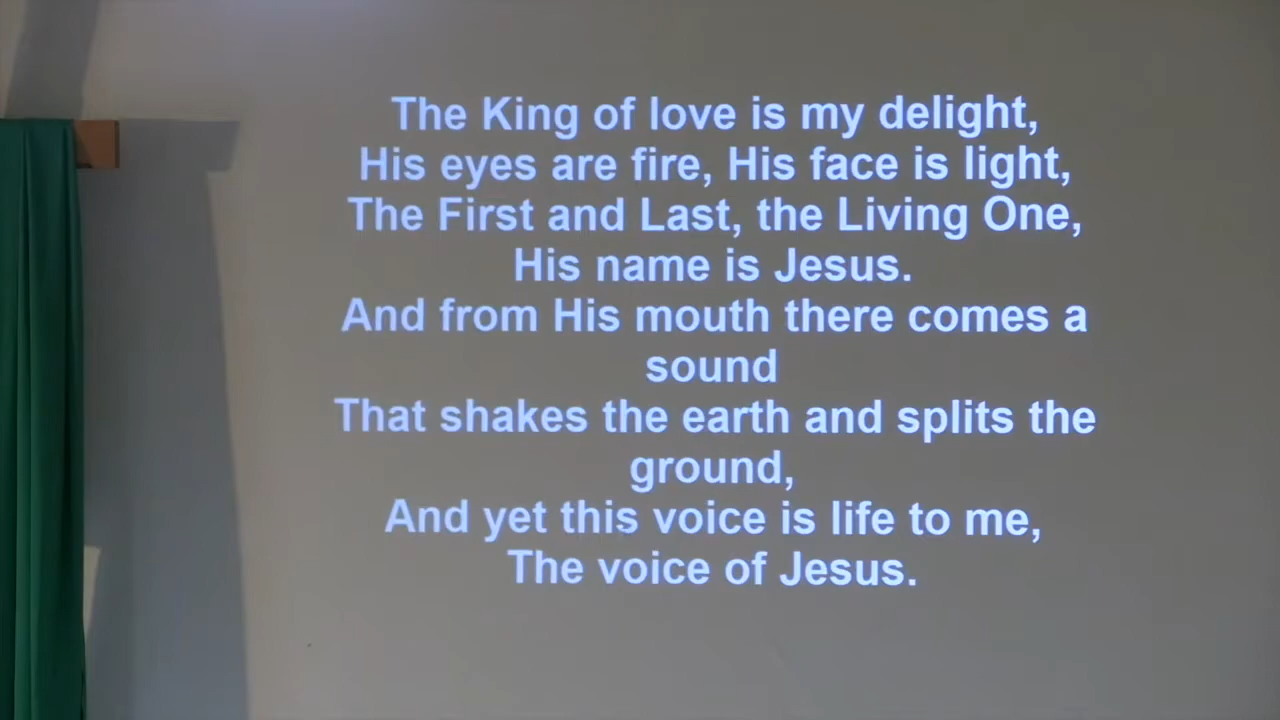 The King of love is my delight,
His eyes are fire, His face is light,
The First and Last, the Living One,
His name is Jesus.
And from His mouth there comes a
sound
That shakes the earth and splits the
ground,
And yet this voice is life to me,
The voice of Jesus.